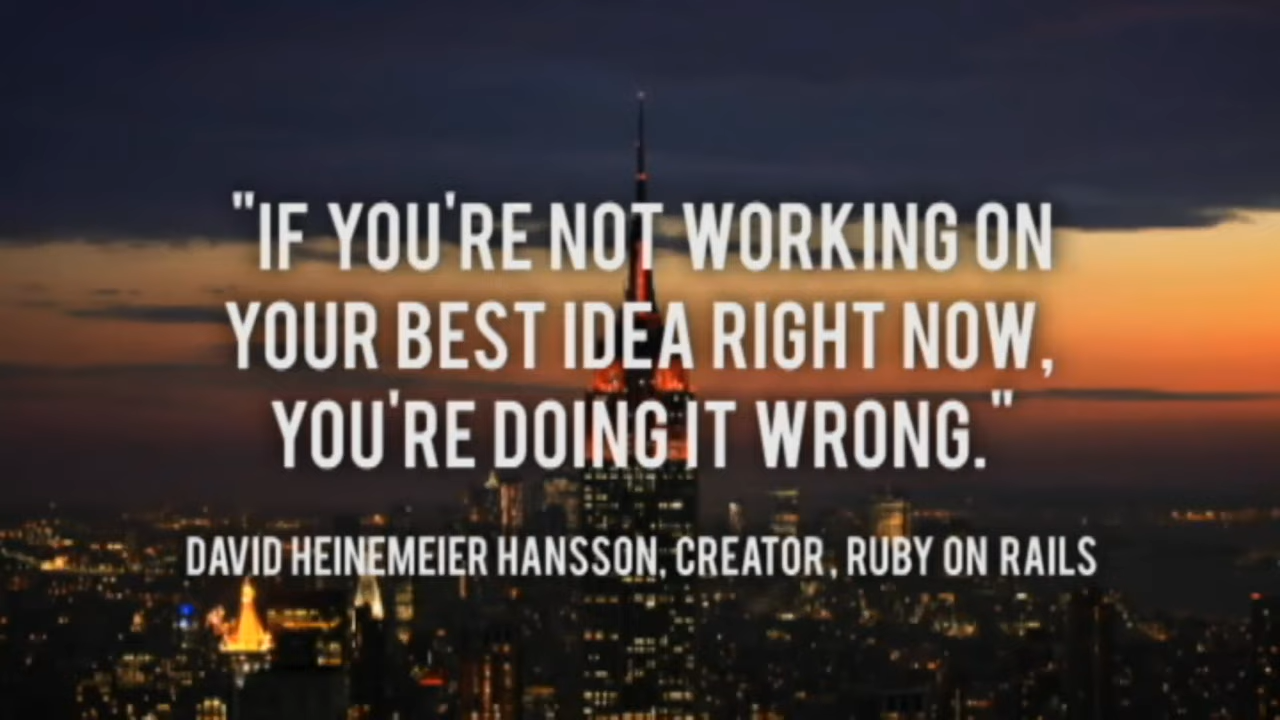 "IF YOU'RE NOT WORKING ON
YOUR BEST IDEA RIGHT NOW,
YOU'RE DOING IT WRONG."
DAVID HEINEMEIER HANSSON, CREATOR, RUBY ON RAILS